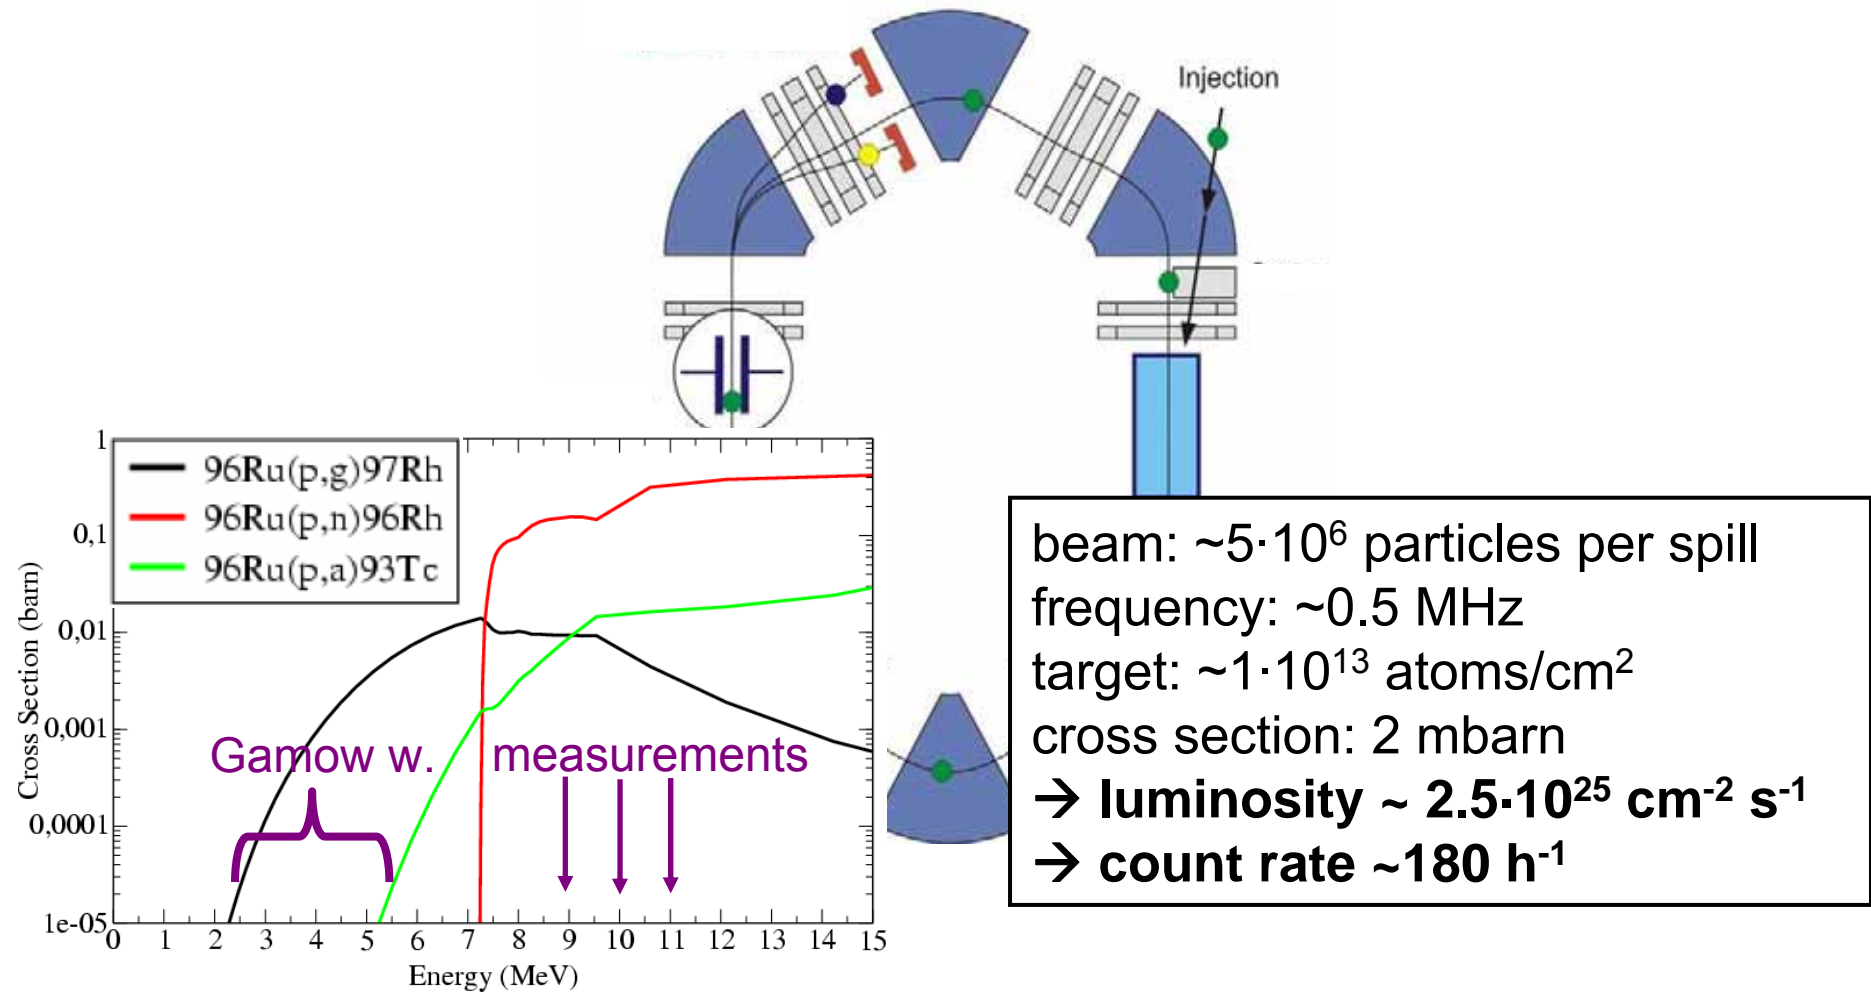 Injection
96Ru(p,g)97Rh
96Ru(p,n)96Rh
96Ru(p,a)93Tc
Cross Section (barn)
1
0,1
0,01
0,001
0,0001
1e-05
Gamow w.
measurements
0 1 2 3 4 5 6 7 8 9 10 11 12 13 14 15
Energy (MeV)
beam: ~5·10⁶ particles per spill
frequency: ~0.5 MHz
target: ~1·10¹³ atoms/cm²
cross section: 2 mbarn
→ luminosity ~ 2.5·10²⁵ cm⁻² s⁻¹
→ count rate ~180 h⁻¹